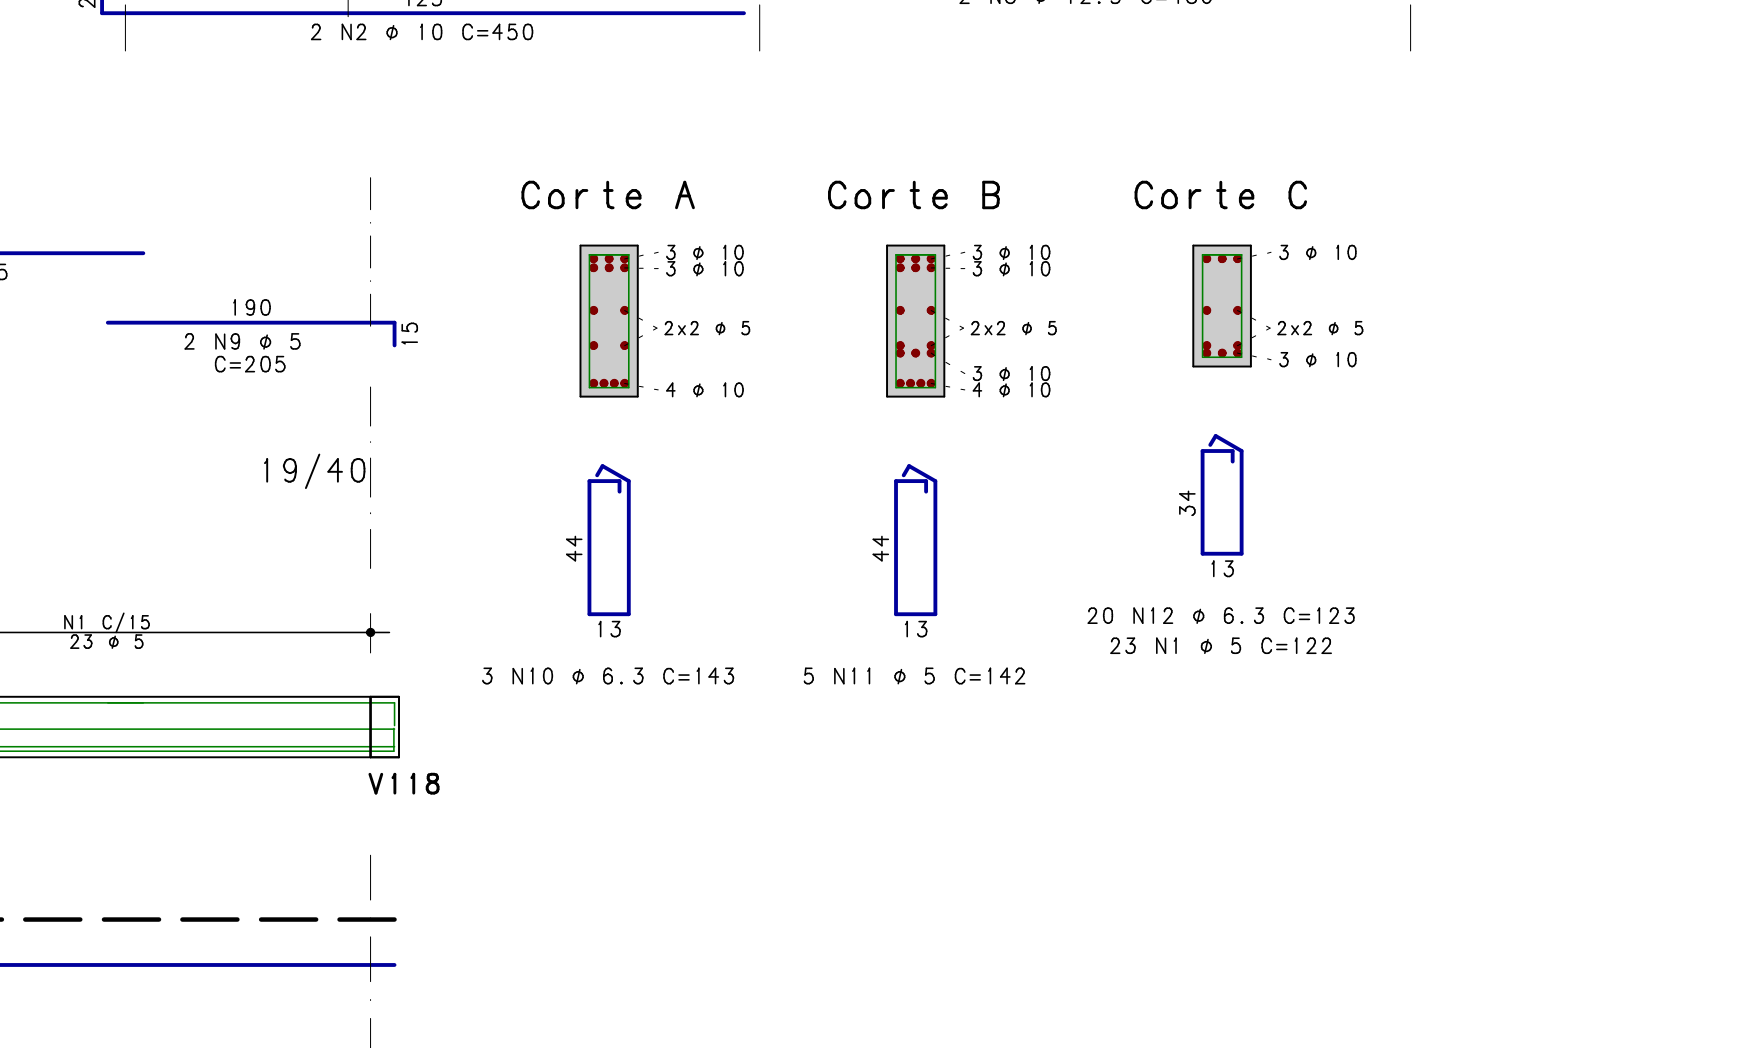 125
2 N2 ø 10 C=450
190
2 N9 ø 5
C=205
15
19/40
N1 C/15
23 ø 5
V118
Corte A
3 ø 10
3 ø 10
2x2 ø 5
4 ø 10
44
13
3 N10 ø 6.3 C=143
Corte B
3 ø 10
3 ø 10
2x2 ø 5
3 ø 10
4 ø 10
44
13
5 N11 ø 5 C=142
Corte C
3 ø 10
2x2 ø 5
3 ø 10
34
13
20 N12 ø 6.3 C=123
23 N1 ø 5 C=122